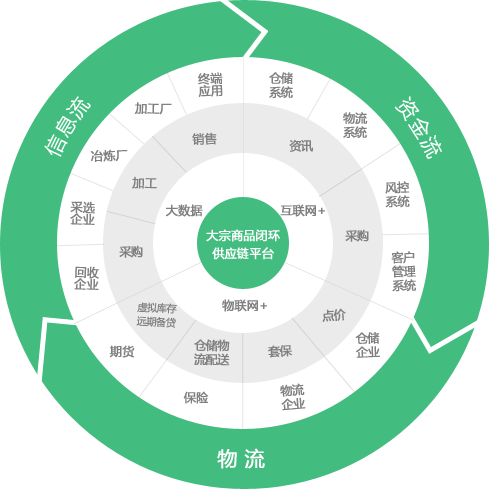 信息流
资金流
物流
终端
应用
仓储
系统
物流
系统
风控
系统
客户
管理
系统
仓储
企业
物流
企业
保险
期货
回收
企业
采选
企业
冶炼厂
加工厂
销售
资讯
采购
点价
套保
仓储物
流配送
虚拟库存
远期备货
采购
加工
大数据
互联网+
物联网+
大宗商品闭环
供应链平台